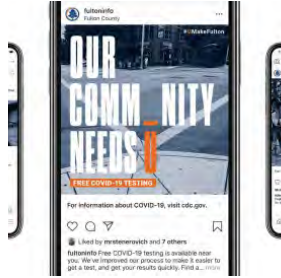 fultoninfo
Fulton County
#UMakeFulton
OUR
COMM_NITY
NEEDS U
FREE COVID-19 TESTING
For information about COVID-19, visit cdc.gov.
Liked by mrstenerovich and 7 others
fultoninfo Free COVID-19 testing is available near
you. We've improved our process to make it easier to
get a test, and get your results quickly. Find a... more